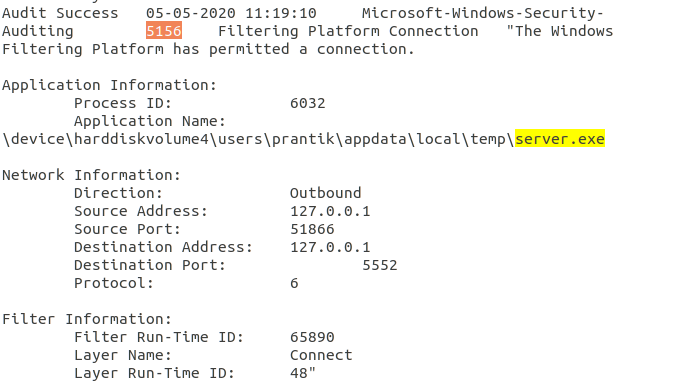 Audit Success   05-05-2020 11:19:10     Microsoft-Windows-Security-
Auditing        5156    Filtering Platform Connection   "The Windows
Filtering Platform has permitted a connection.
Application Information:
        Process ID:             6032
        Application Name:
\device\harddiskvolume4\users\prantik\appdata\local\temp\server.exe
Network Information:
        Direction:              Outbound
        Source Address:         127.0.0.1
        Source Port:            51866
        Destination Address:    127.0.0.1
        Destination Port:               5552
        Protocol:               6
Filter Information:
        Filter Run-Time ID:     65890
        Layer Name:             Connect
        Layer Run-Time ID:      48"